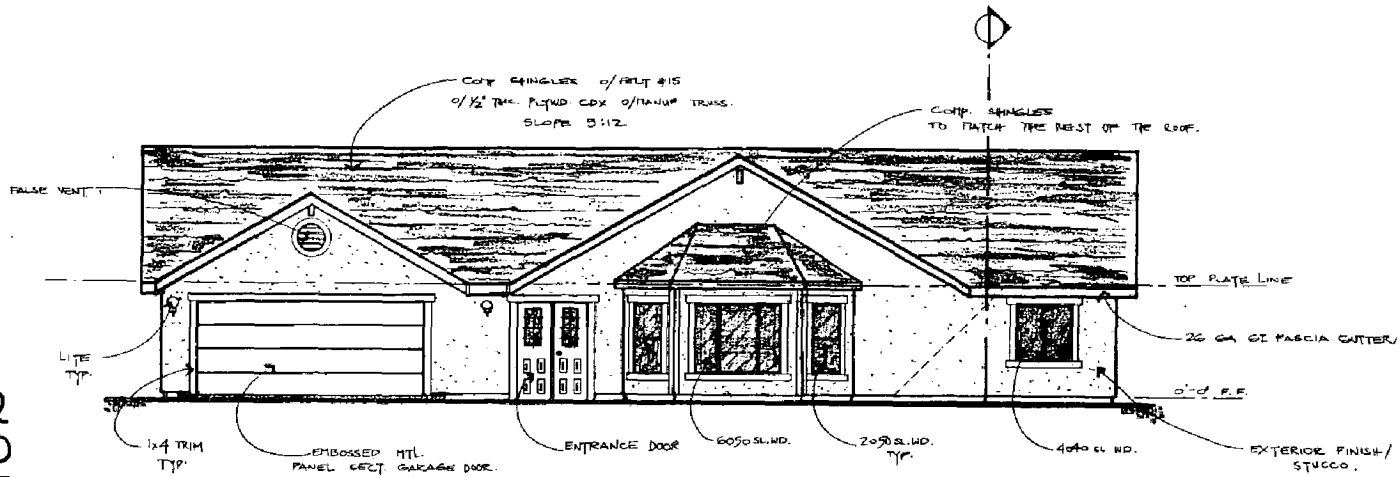 COMP SHINGLES O/FELT #15
O/ ½" THC. PLYWD. CDX O/MANUF TRUSS.
SLOPE 5:12
COMP. SHINGLES
TO MATCH THE REST OF THE ROOF.
FALSE VENT
TOP PLATE LINE
26 GA GI FASCIA GUTTER
LITE
TYP.
0'-0" F.F.
1x4 TRIM
TYP.
EMBOSSED MTL.
PANEL SECT. GARAGE DOOR.
ENTRANCE DOOR
6050 SL.WD.
2050 SL.WD.
TYP.
4040 SL WD.
EXTERIOR FINISH/
STUCCO.